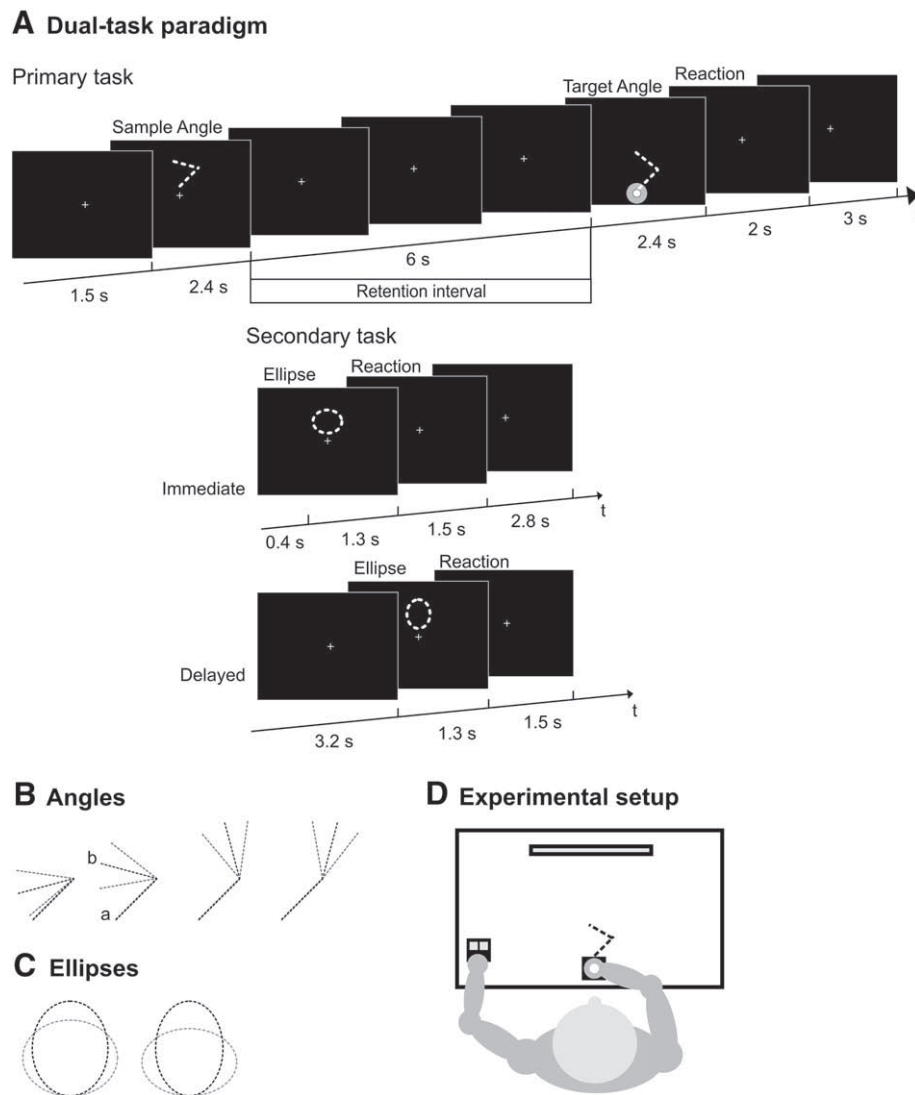 A Dual-task paradigm
Primary task
Sample Angle
Target Angle
Reaction
1.5 s
2.4 s
6 s
2.4 s
2 s
3 s
Retention interval
Secondary task
Ellipse
Reaction
Immediate
0.4 s
1.3 s
1.5 s
2.8 s
t
Ellipse
Reaction
Delayed
3.2 s
1.3 s
1.5 s
t
B Angles
b
a
C Ellipses
D Experimental setup